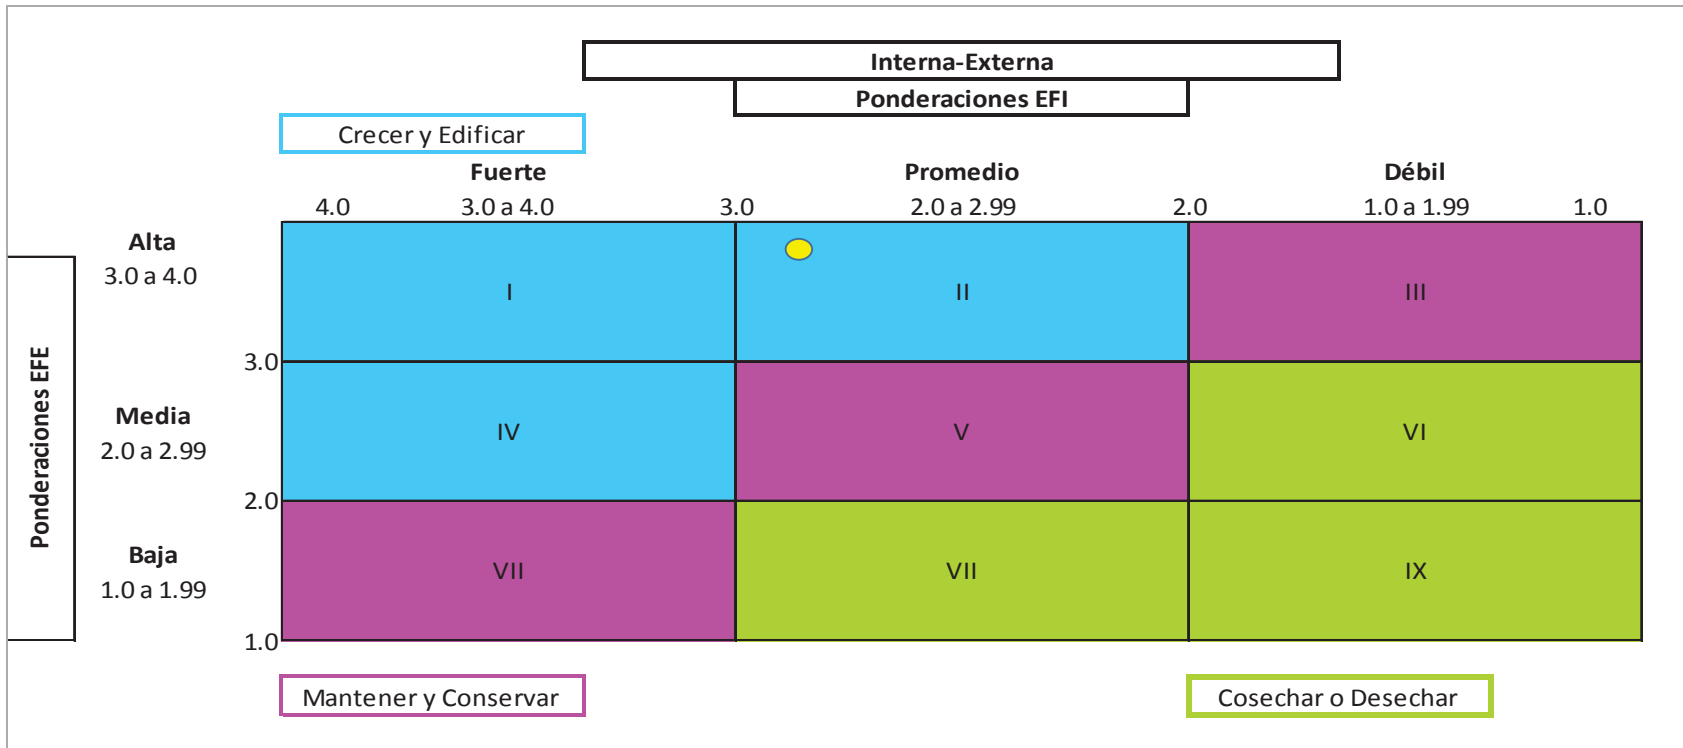 Interna-Externa
Ponderaciones EFI
Crecer y Edificar
Fuerte Promedio Débil
4.0 3.0 a 4.0 3.0 2.0 a 2.99 2.0 1.0 a 1.99 1.0
Alta
3.0 a 4.0
I II III
3.0
Ponderaciones EFE
Media
2.0 a 2.99
IV V VI
2.0
Baja
1.0 a 1.99
VII VII IX
1.0
Mantener y Conservar Cosechar o Desechar